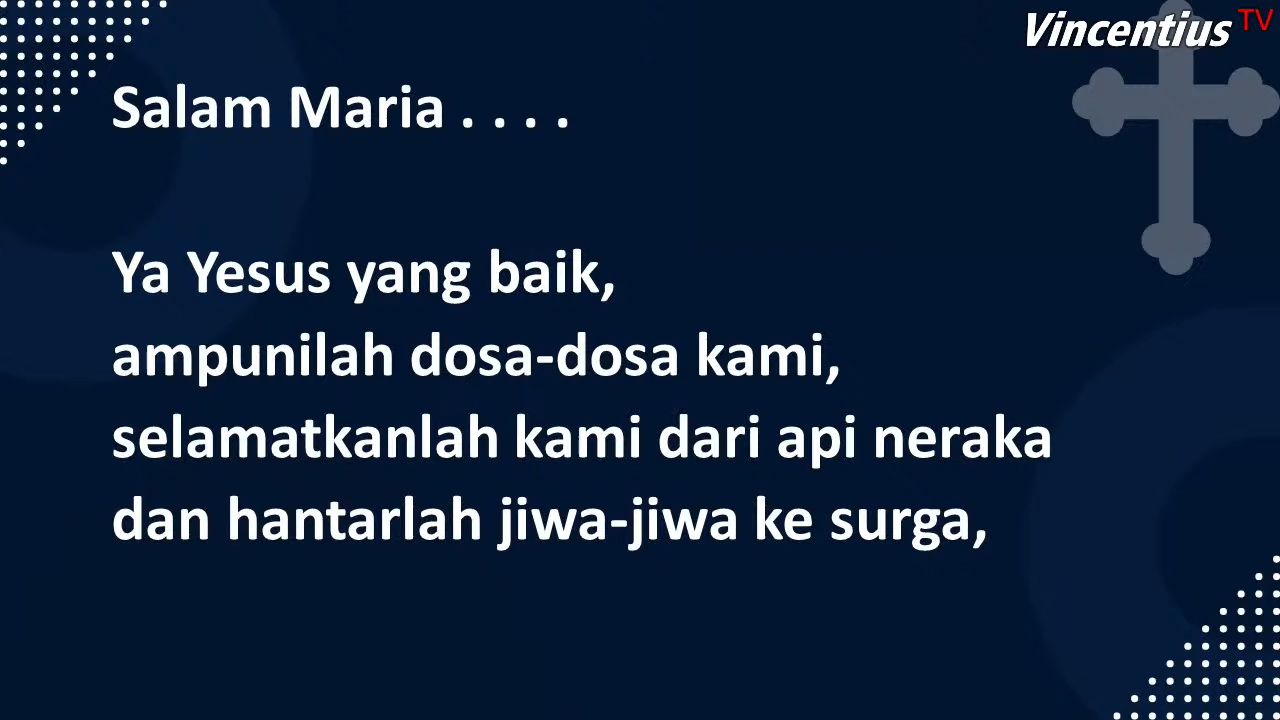 Vincentius TV
Salam Maria . . . .
Ya Yesus yang baik,
ampunilah dosa-dosa kami,
selamatkanlah kami dari api neraka
dan hantarlah jiwa-jiwa ke surga,